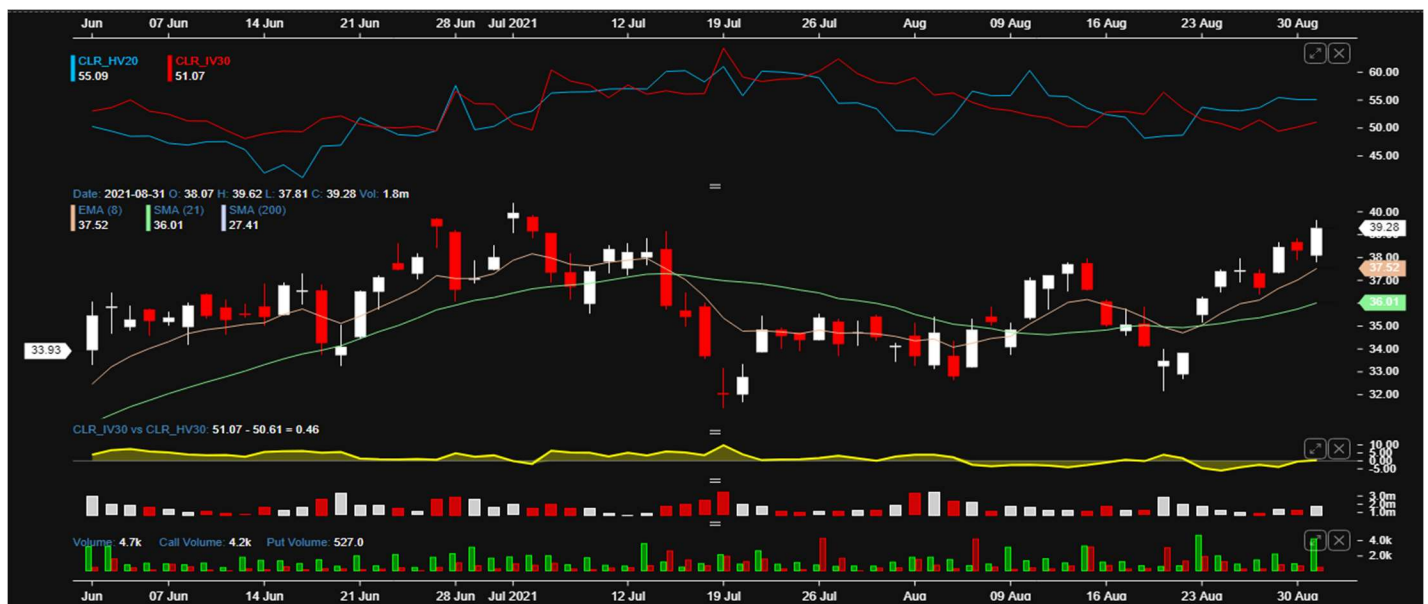 Jun 07 Jun 14 Jun 21 Jun 28 Jun Jul 2021 12 Jul 19 Jul 26 Jul Aug 09 Aug 16 Aug 23 Aug 30 Aug
CLR_HV20 CLR_IV30
55.09 51.07
60.00
55.00
50.00
45.00
Date: 2021-08-31 O: 38.07 H: 39.62 L: 37.81 C: 39.28 Vol: 1.8m
EMA (8) SMA (21) SMA (200)
37.52 36.01 27.41
40.00
39.28
38.00
37.52
36.01
35.00
34.00
33.93
33.00
32.00
CLR_IV30 vs CLR_HV30: 51.07 - 50.61 = 0.46
10.00
5.00
0.00
-5.00
3.0m
2.0m
1.0m
Volume: 4.7k Call Volume: 4.2k Put Volume: 527.0
4.0k
2.0k
Jun 07 Jun 14 Jun 21 Jun 28 Jun Jul 2021 12 Jul 19 Jul 26 Jul Aug 09 Aug 16 Aug 23 Aug 30 Aug